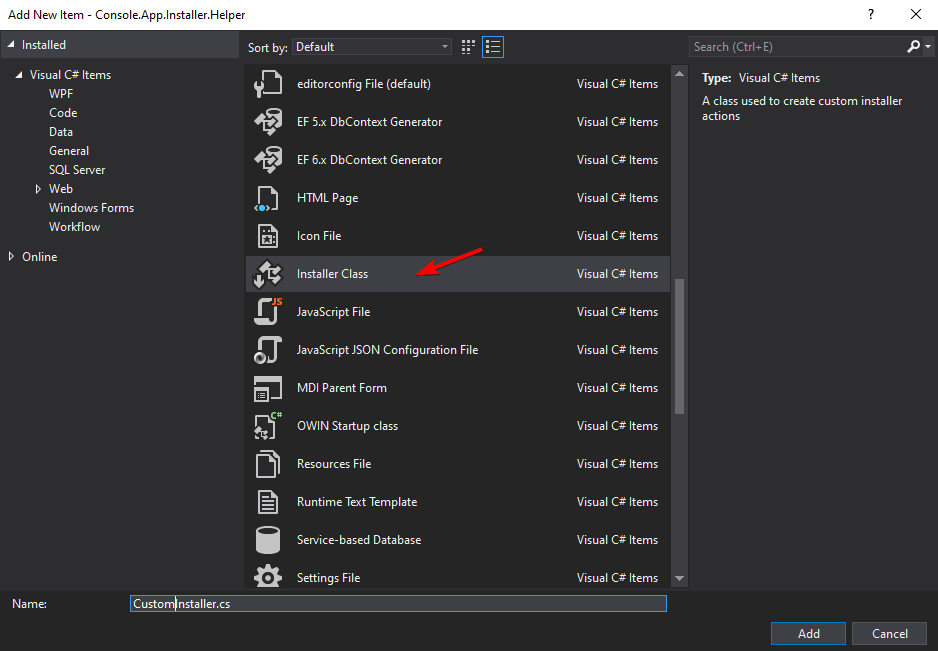 Add New Item - Console.App.Installer.Helper
?
Installed
Sort by: Default
Search (Ctrl+E)
Visual C# Items
WPF
Code
Data
General
SQL Server
Web
Windows Forms
Workflow
Online
editorconfig File (default) Visual C# Items
EF 5.x DbContext Generator Visual C# Items
EF 6.x DbContext Generator Visual C# Items
HTML Page Visual C# Items
Icon File Visual C# Items
Installer Class Visual C# Items
JS
JavaScript File Visual C# Items
JavaScript JSON Configuration File Visual C# Items
MDI Parent Form Visual C# Items
C#
OWIN Startup class Visual C# Items
Resources File Visual C# Items
Runtime Text Template Visual C# Items
Service-based Database Visual C# Items
Settings File Visual C# Items
Type: Visual C# Items
A class used to create custom installer
actions
Name: CustomInstaller.cs
Add Cancel